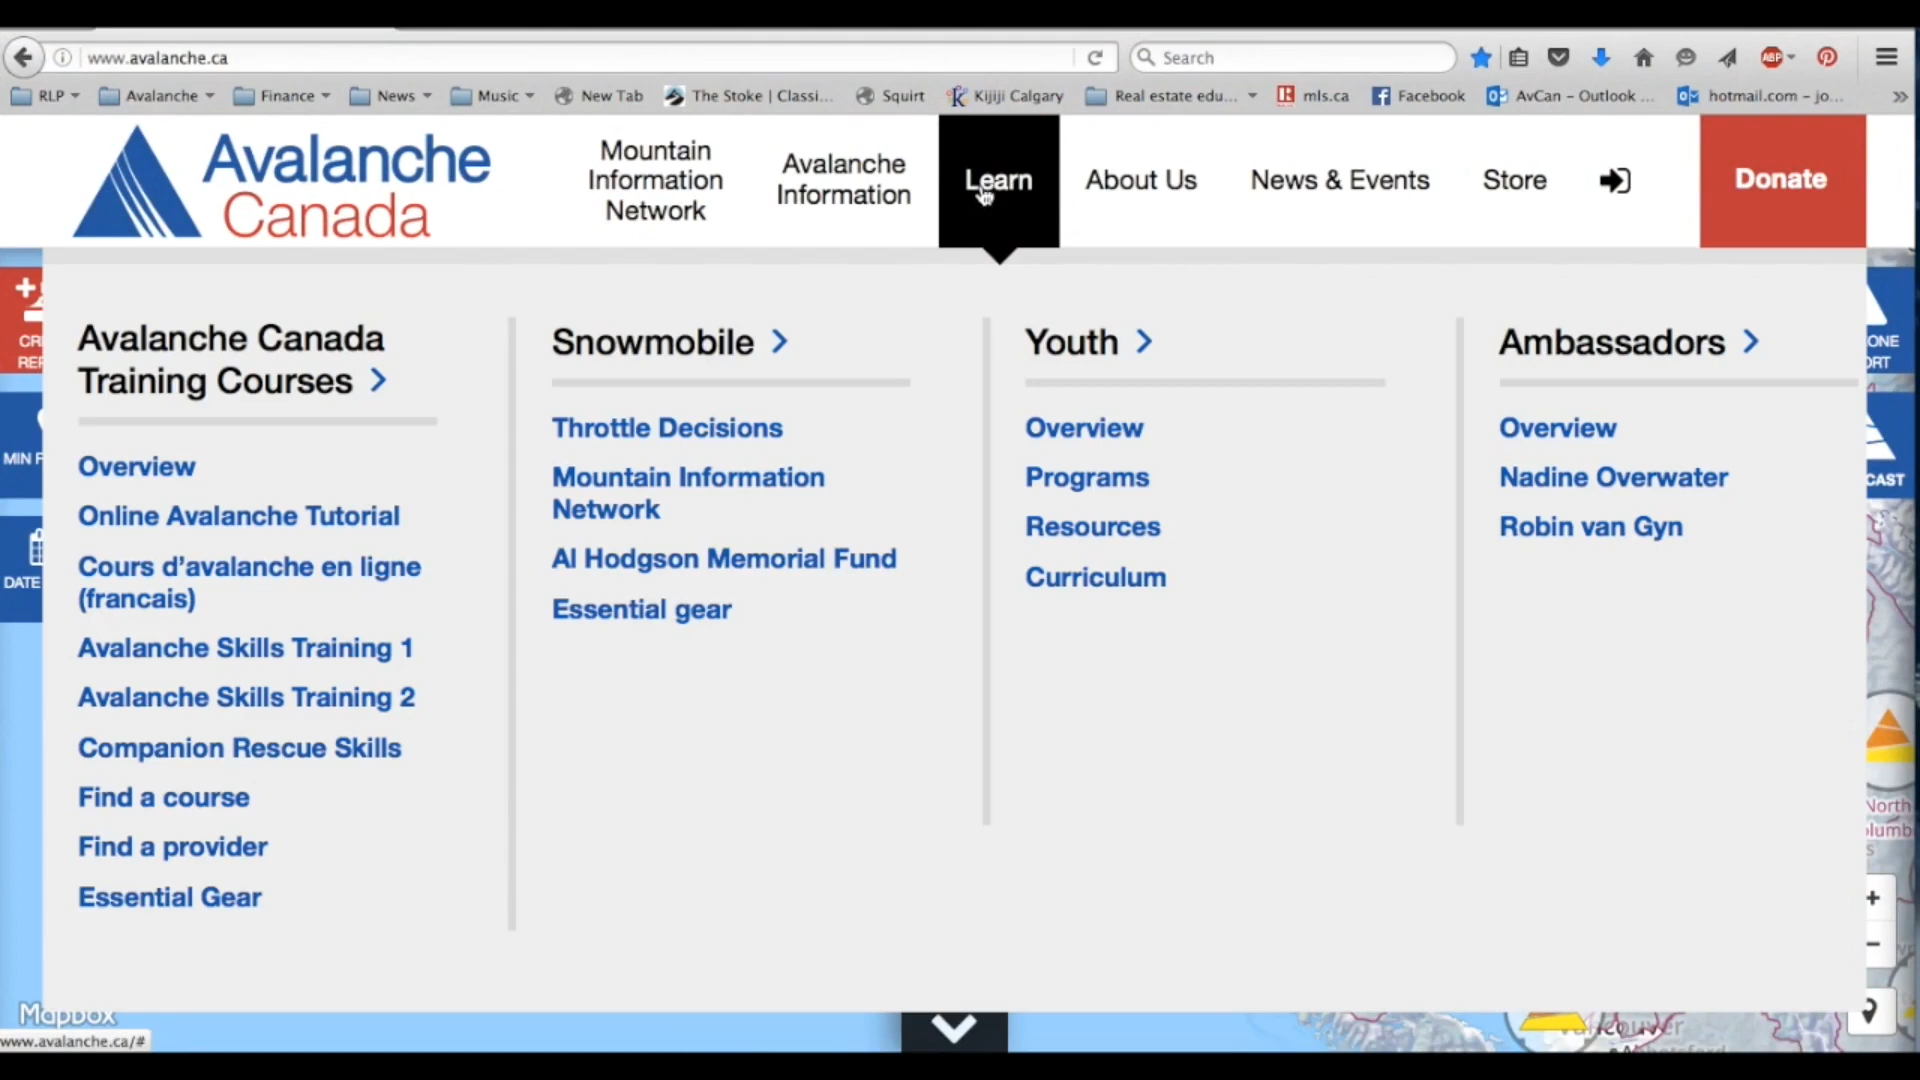 www.avalanche.ca
Search
RLP
Avalanche
Finance
News
Music
New Tab
The Stoke | Classi...
Squirt
Kijiji Calgary
Real estate edu...
mls.ca
Facebook
AvCan - Outlook ...
hotmail.com - jo...
Avalanche
Canada
Mountain
Information
Network
Avalanche
Information
Learn
About Us
News & Events
Store
Donate
Avalanche Canada
Training Courses
Overview
Online Avalanche Tutorial
Cours d'avalanche en ligne
(francais)
Avalanche Skills Training 1
Avalanche Skills Training 2
Companion Rescue Skills
Find a course
Find a provider
Essential Gear
Snowmobile
Throttle Decisions
Mountain Information
Network
Al Hodgson Memorial Fund
Essential gear
Youth
Overview
Programs
Resources
Curriculum
Ambassadors
Overview
Nadine Overwater
Robin van Gyn
MIN
DATE
ABP
North
Mapbox
www.avalanche.ca/#